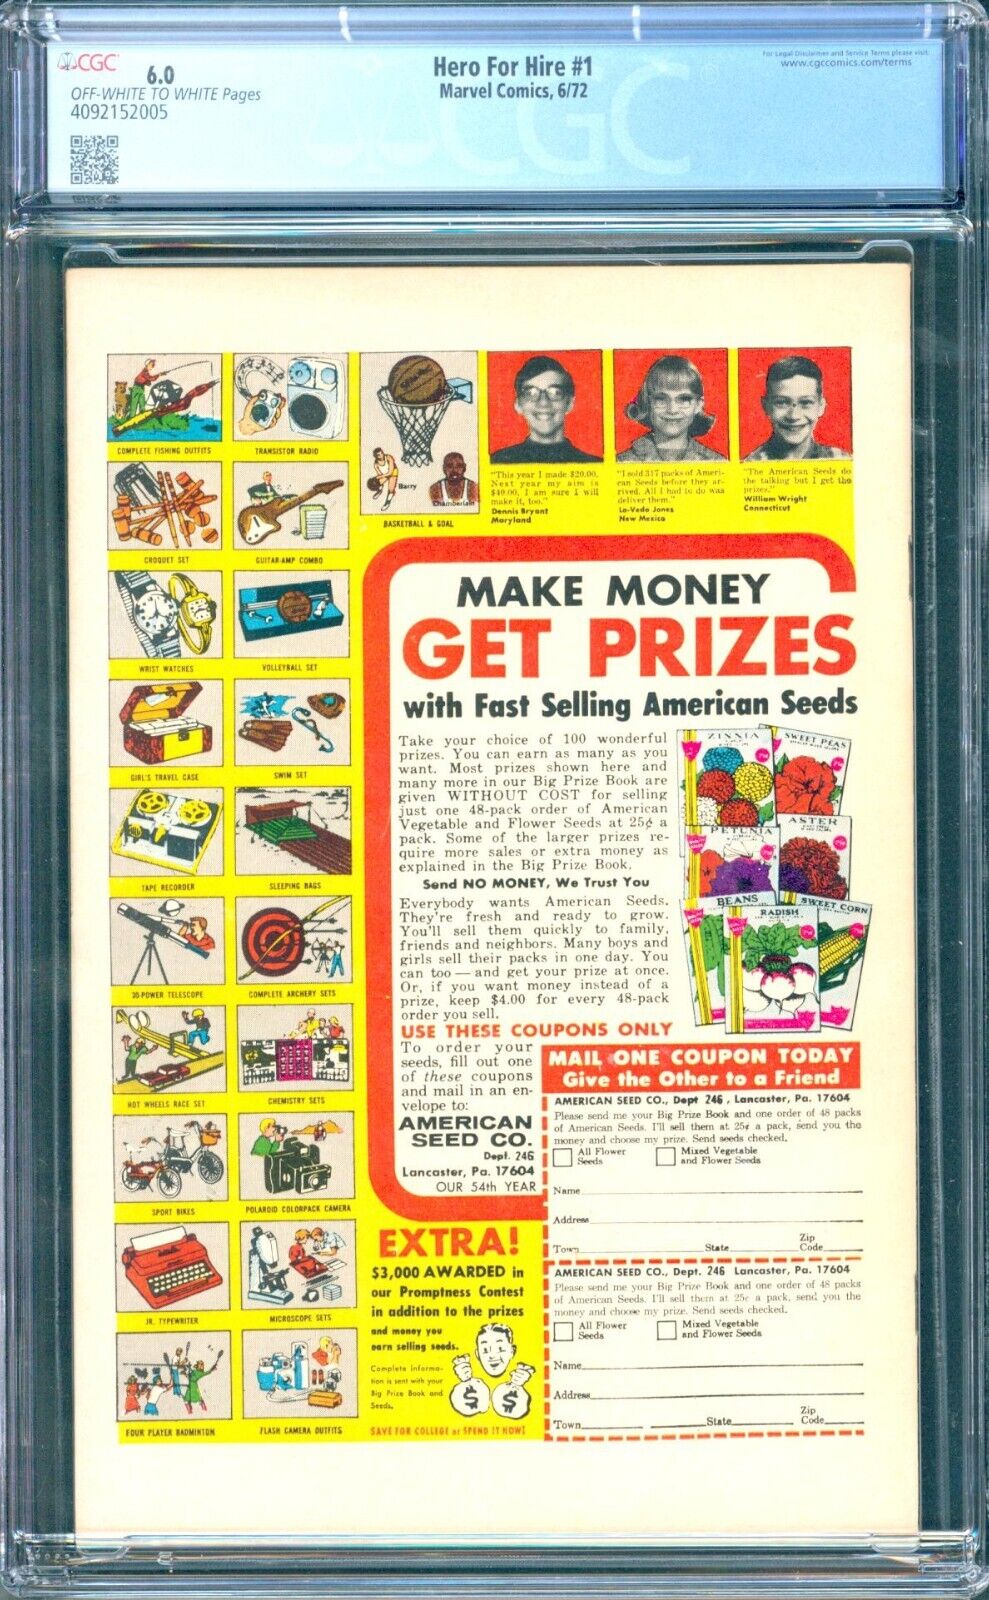 CGC
6.0
OFF-WHITE TO WHITE Pages
4092152005
Hero For Hire #1
Marvel Comics, 6/72
For Legal Disclaimer and Service Terms please visit:
www.cgccomics.com/terms
CGC
COMPLETE FISHING OUTFITS
TRANSISTOR RADIO
Barry
Chamberlain
BASKETBALL & GOAL
"This year I made $20.00.
Next year my aim is
$40.00, I am sure I will
make it, too."
Dennis Bryant
Maryland
"I sold 317 packs of Ameri-
can Seeds before they ar-
rived. All I had to do was
deliver them."
La-Veda Jones
New Mexico
"The American Seeds do
the talking but I get the
prizes."
William Wright
Connecticut
CROQUET SET
GUITAR-AMP COMBO
WRIST WATCHES
VOLLEYBALL SET
GIRL'S TRAVEL CASE
SWIM SET
TAPE RECORDER
SLEEPING BAGS
30-POWER TELESCOPE
COMPLETE ARCHERY SETS
HOT WHEELS RACE SET
CHEMISTRY SETS
SPORT BIKES
POLAROID COLORPACK CAMERA
JR. TYPEWRITER
MICROSCOPE SETS
FOUR PLAYER BADMINTON
FLASH CAMERA OUTFITS
MAKE MONEY
GET PRIZES
with Fast Selling American Seeds
Take your choice of 100 wonderful
prizes. You can earn as many as you
want. Most prizes shown here and
many more in our Big Prize Book are
given WITHOUT COST for selling
just one 48-pack order of American
Vegetable and Flower Seeds at 25¢ a
pack. Some of the larger prizes re-
quire more sales or extra money as
explained in the Big Prize Book.
Send NO MONEY, We Trust You
Everybody wants American Seeds.
They're fresh and ready to grow.
You'll sell them quickly to family,
friends and neighbors. Many boys and
girls sell their packs in one day. You
can too — and get your prize at once.
Or, if you want money instead of a
prize, keep $4.00 for every 48-pack
order you sell.
USE THESE COUPONS ONLY
To order your
seeds, fill out one
of these coupons
and mail in an en-
velope to:
AMERICAN
SEED CO.
Dept. 246
Lancaster, Pa. 17604
OUR 54th YEAR
ZINNIA
SWEET PEAS
PETUNIA
ASTER
BEANS
RADISH
SWEET CORN
MAIL ONE COUPON TODAY
Give the Other to a Friend
AMERICAN SEED CO., Dept 246, Lancaster, Pa. 17604
Please send me your Big Prize Book and one order of 48 packs
of American Seeds. I'll sell them at 25¢ a pack, send you the
money and choose my prize. Send seeds checked.
All Flower
Seeds
Mixed Vegetable
and Flower Seeds
Name
Address
Town State Zip
Code
AMERICAN SEED CO., Dept. 246 Lancaster, Pa. 17604
Please send me your Big Prize Book and one order of 48 packs
of American Seeds. I'll sell them at 25¢ a pack, send you the
money and choose my prize. Send seeds checked.
All Flower
Seeds
Mixed Vegetable
and Flower Seeds
Name
Address
Town State Zip
Code
EXTRA!
$3,000 AWARDED in
our Promptness Contest
in addition to the prizes
and money you
earn selling seeds.
Complete informa-
tion is sent with your
Big Prize Book and
Seeds.
$ $
SAVE FOR COLLEGE or SPEND IT NOW!